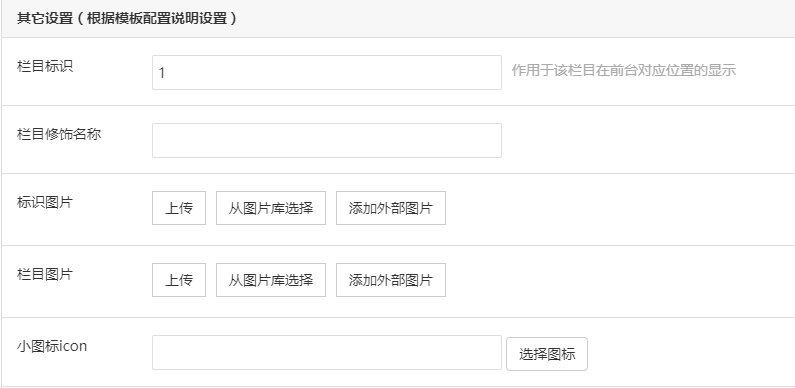 其它设置（根据模板配置说明设置）
栏目标识 1 作用于该栏目在前台对应位置的显示
栏目修饰名称
标识图片 上传 从图片库选择 添加外部图片
栏目图片 上传 从图片库选择 添加外部图片
小图标icon 选择图标